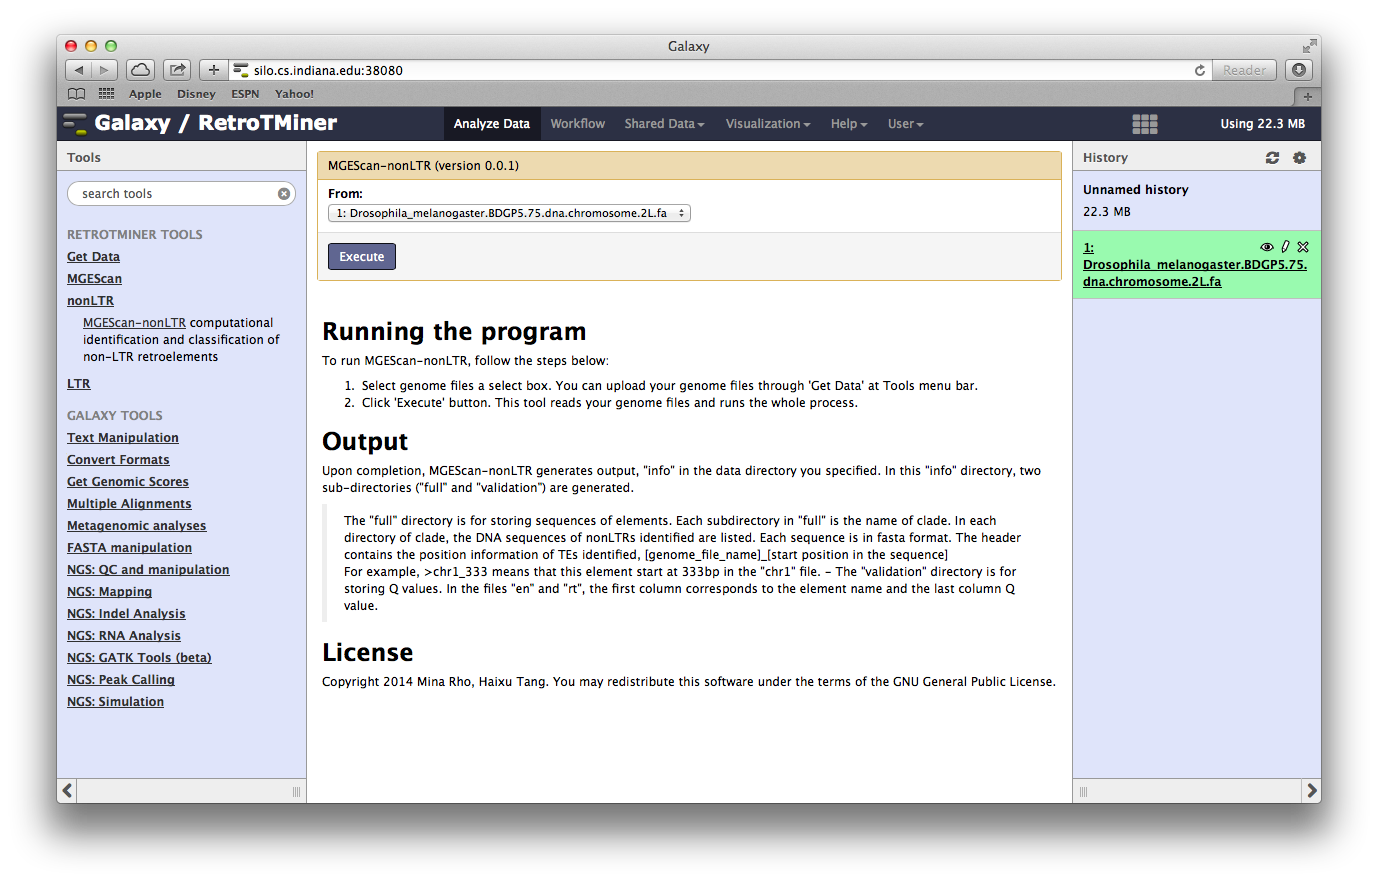 Galaxy
silo.cs.indiana.edu:38080
Reader
Apple Disney ESPN Yahoo!
Galaxy / RetroTMiner
Analyze Data Workflow Shared Data Visualization Help User
Using 22.3 MB
Tools
search tools
RETROTMINER TOOLS
Get Data
MGEScan
nonLTR
MGEScan-nonLTR computational
identification and classification of
non-LTR retroelements
LTR
GALAXY TOOLS
Text Manipulation
Convert Formats
Get Genomic Scores
Multiple Alignments
Metagenomic analyses
FASTA manipulation
NGS: QC and manipulation
NGS: Mapping
NGS: Indel Analysis
NGS: RNA Analysis
NGS: GATK Tools (beta)
NGS: Peak Calling
NGS: Simulation
MGEScan-nonLTR (version 0.0.1)
From:
1: Drosophila_melanogaster.BDGP5.75.dna.chromosome.2L.fa
Execute
Running the program
To run MGEScan-nonLTR, follow the steps below:
1. Select genome files a select box. You can upload your genome files through 'Get Data' at Tools menu bar.
2. Click 'Execute' button. This tool reads your genome files and runs the whole process.
Output
Upon completion, MGEScan-nonLTR generates output, "info" in the data directory you specified. In this "info" directory, two
sub-directories ("full" and "validation") are generated.
The "full" directory is for storing sequences of elements. Each subdirectory in "full" is the name of clade. In each
directory of clade, the DNA sequences of nonLTRs identified are listed. Each sequence is in fasta format. The header
contains the position information of TEs identified, [genome_file_name]_[start position in the sequence]
For example, >chr1_333 means that this element start at 333bp in the "chr1" file. - The "validation" directory is for
storing Q values. In the files "en" and "rt", the first column corresponds to the element name and the last column Q
value.
License
Copyright 2014 Mina Rho, Haixu Tang. You may redistribute this software under the terms of the GNU General Public License.
History
Unnamed history
22.3 MB
1:
Drosophila_melanogaster.BDGP5.75.
dna.chromosome.2L.fa